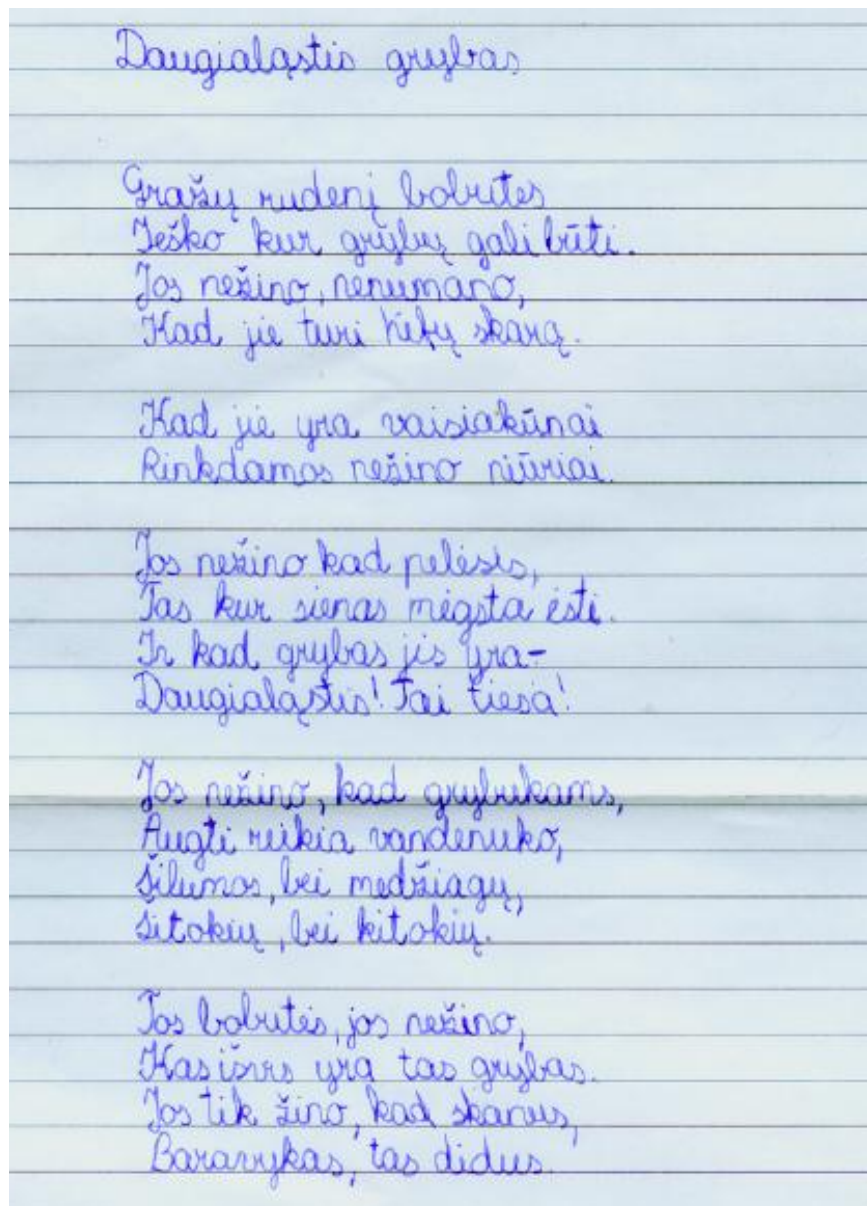 Daugialąstis grybas
Gražų rudenį bobutės
Ieško kur grybų gali būti.
Jos nežino, nenumano,
Kad jie turi hifų skarą.
Kad jie yra vaisiakūnai
Rinkdamos nežino niūriai.
Jos nežino kad pelėsis,
Tas kur sienas mėgsta ėsti.
Ir kad grybas jis yra-
Daugialąstis! Tai tiesa!
Jos nežino, kad grybukams,
Augti reikia vandenuko,
Šilumos, bei medžiagų,
Šitokių, bei kitokių.
Tos bobutės, jos nežino,
Kas išvis yra tas grybas.
Jos tik žino, kad skanus,
Baravykas, tas didus.